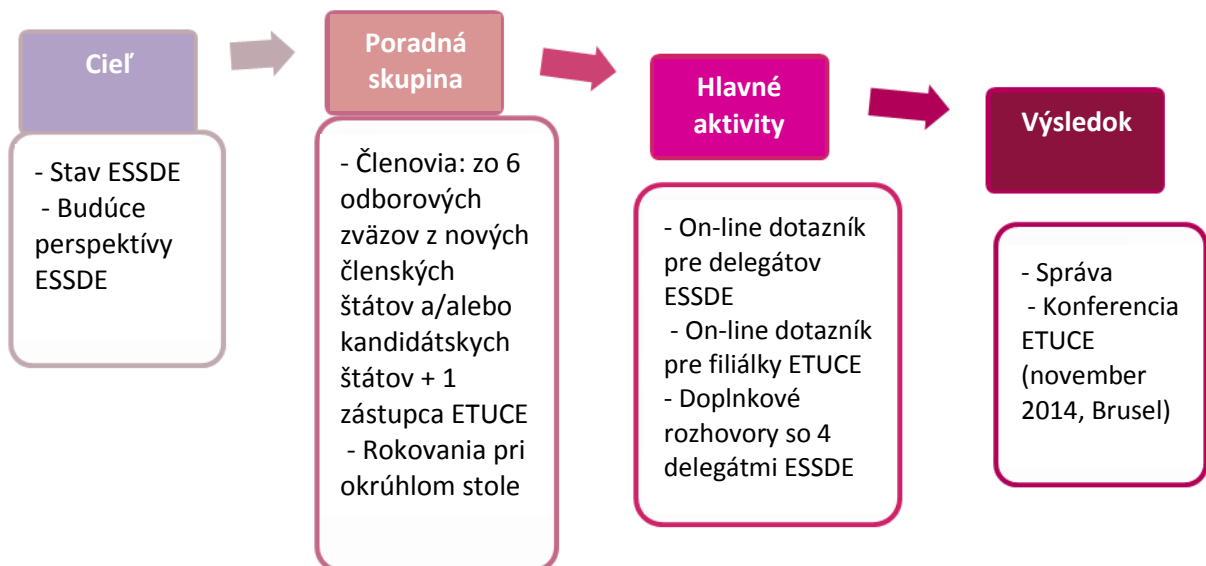 Cieľ
- Stav ESSDE
- Budúce
perspektívy
ESSDE
Poradná
skupina
- Členovia: zo 6
odborových
zväzov z nových
členských
štátov a/alebo
kandidátskych
štátov + 1
zástupca ETUCE
- Rokovania pri
okrúhlom stole
Hlavné
aktivity
- On-line dotazník
pre delegátov
ESSDE
- On-line dotazník
pre filiálky ETUCE
- Doplnkové
rozhovory so 4
delegátmi ESSDE
Výsledok
- Správa
- Konferencia
ETUCE
(november
2014, Brusel)